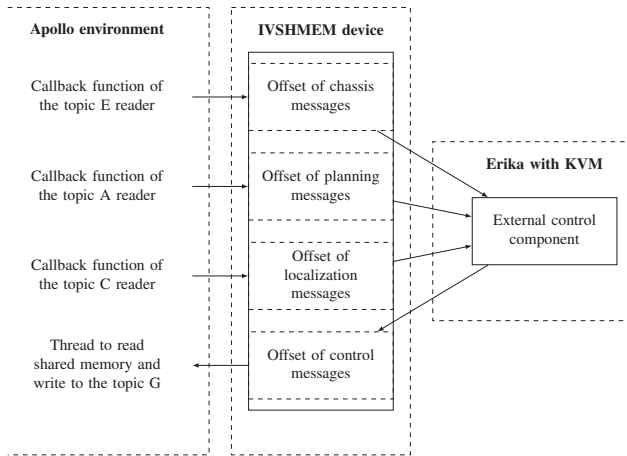 Apollo environment
Callback function of
the topic E reader
Callback function of
the topic A reader
Callback function of
the topic C reader
Thread to read
shared memory and
write to the topic G
IVSHMEM device
Offset of chassis
messages
Offset of planning
messages
Offset of
localization
messages
Offset of control
messages
Erika with KVM
External control
component